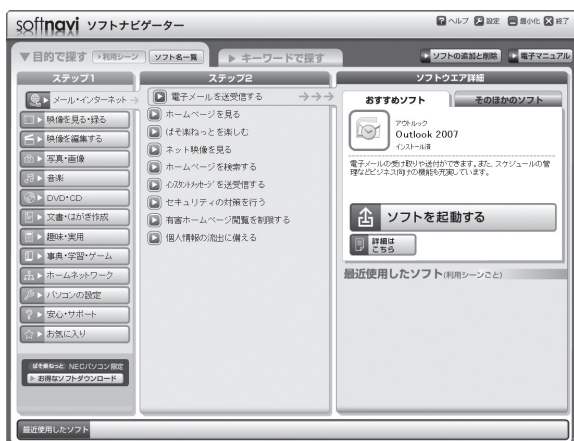 softnavi ソフトナビゲーター
ヘルプ 設定 最小化 終了
▼目的で探す ▶利用シーン ソフト名一覧 ▶ キーワードで探す
▶ソフトの追加と削除 ▶電子マニュアル
ステップ1
メール・インターネット
映像を見る・録る
映像を編集する
写真・画像
音楽
DVD・CD
文書・はがき作成
趣味・実用
事典・学習・ゲーム
ホームネットワーク
パソコンの設定
安心・サポート
お気に入り
ぱそ楽ねっと NECパソコン限定
▶お得なソフトダウンロード
ステップ2
電子メールを送受信する →→→
ホームページを見る
ぱそ楽ねっとを楽しむ
ネット映像を見る
ホームページを検索する
インスタントメッセージを送受信する
セキュリティの対策を行う
有害ホームページ閲覧を制限する
個人情報の流出に備える
ソフトウエア詳細
おすすめソフト そのほかのソフト
アウトルック
Outlook 2007
インストール済
電子メールの受け取りや送付ができます。また、スケジュールの管
理などビジネス向けの機能も充実しています。
ソフトを起動する
詳細は
こちら
最近使用したソフト(利用シーンごと)
最近使用したソフト